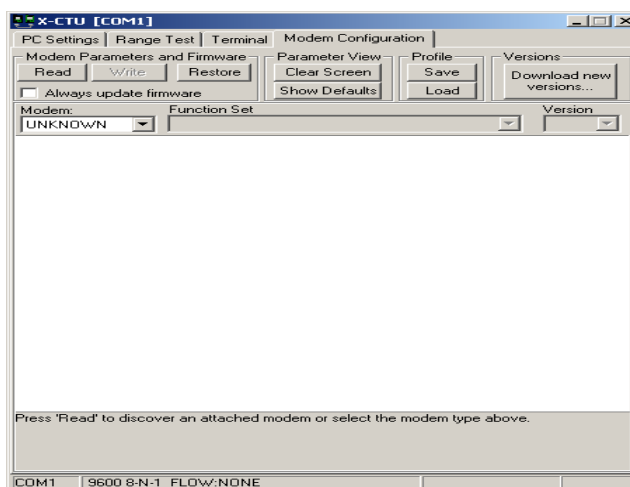 X-CTU [COM1]
PC Settings Range Test Terminal Modem Configuration
Modem Parameters and Firmware Parameter View Profile Versions
Read Write Restore Clear Screen Save Download new versions...
Always update firmware Show Defaults Load
Modem: Function Set Version
UNKNOWN
Press 'Read' to discover an attached modem or select the modem type above.
COM1 9600 8-N-1 FLOW:NONE